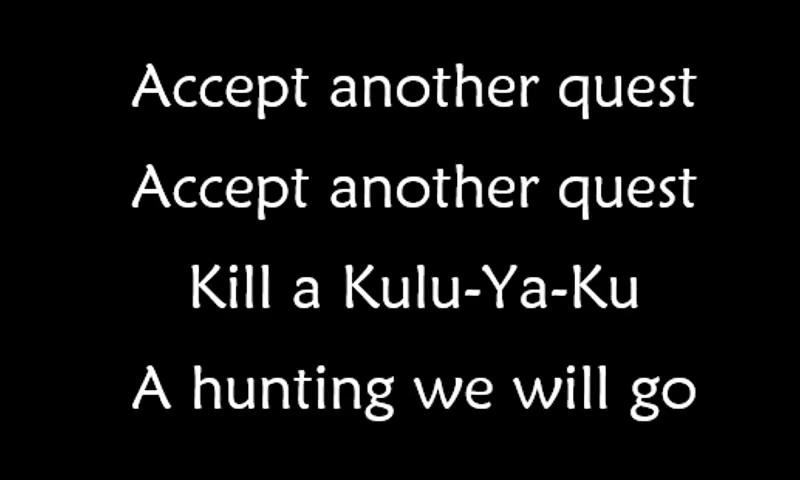 Accept another quest
Accept another quest
Kill a Kulu-Ya-Ku
A hunting we will go